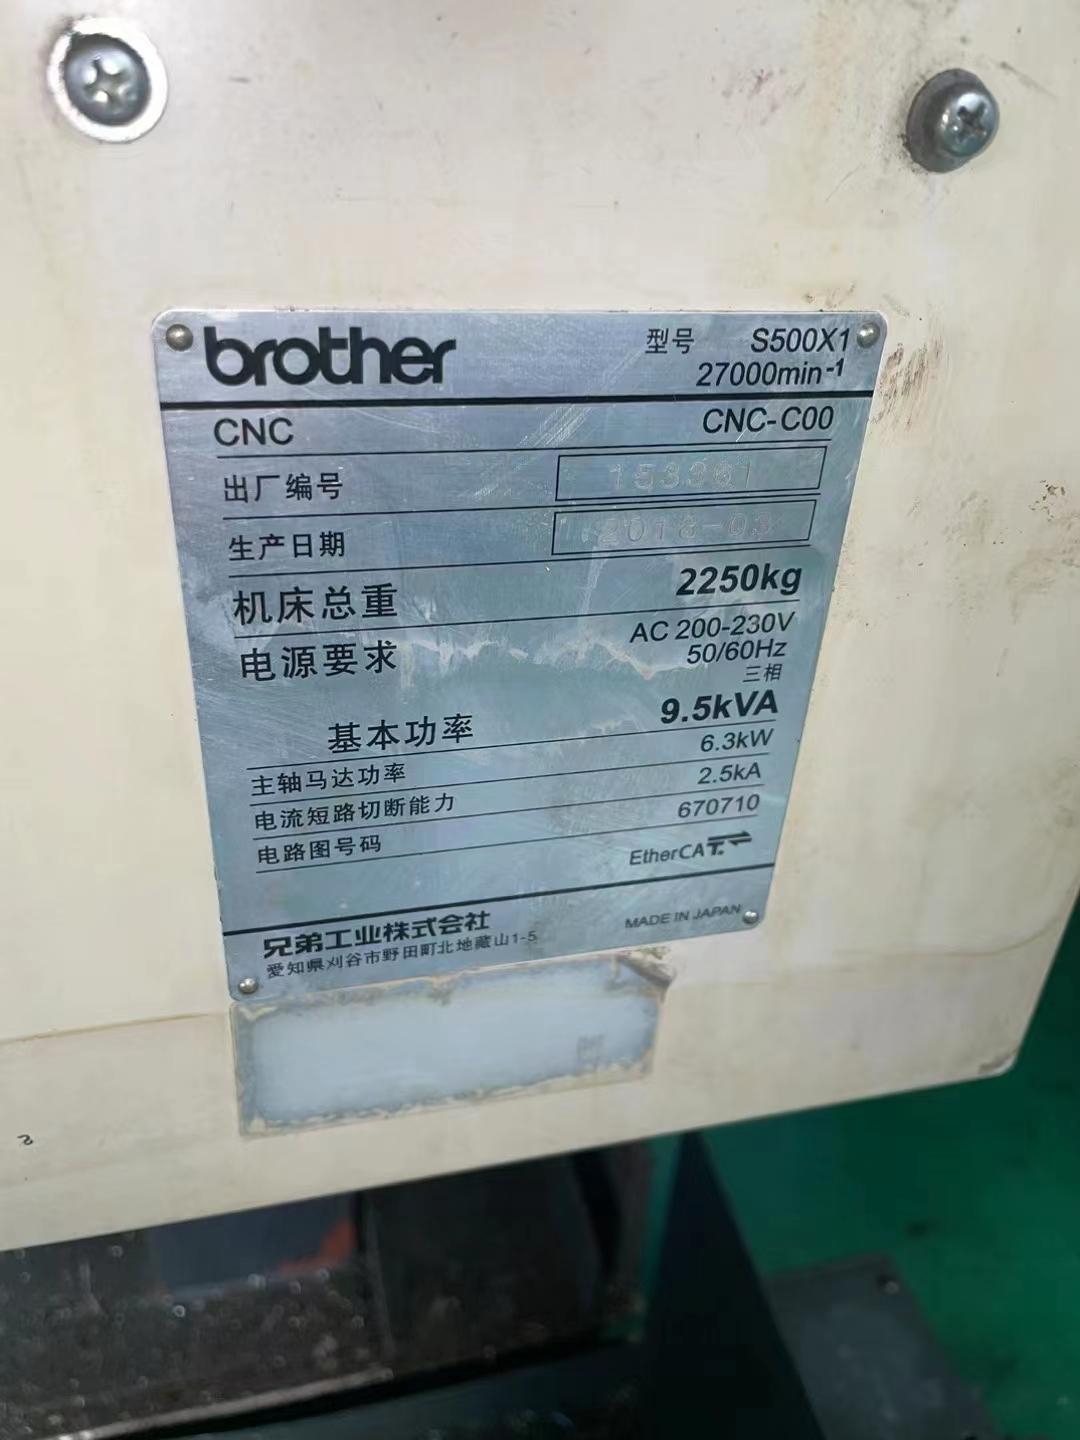 brother
型号 S500X1
27000min-1
CNC CNC-C00
出厂编号 153961
生产日期 2018-03
机床总重 2250kg
电源要求 AC 200-230V
50/60Hz
三相
基本功率 9.5kVA
主轴马达功率 6.3kW
电流短路切断能力 2.5kA
电路图号码 670710
EtherCAT
兄弟工业株式会社 MADE IN JAPAN
愛知県刈谷市野田町北地蔵山1-5